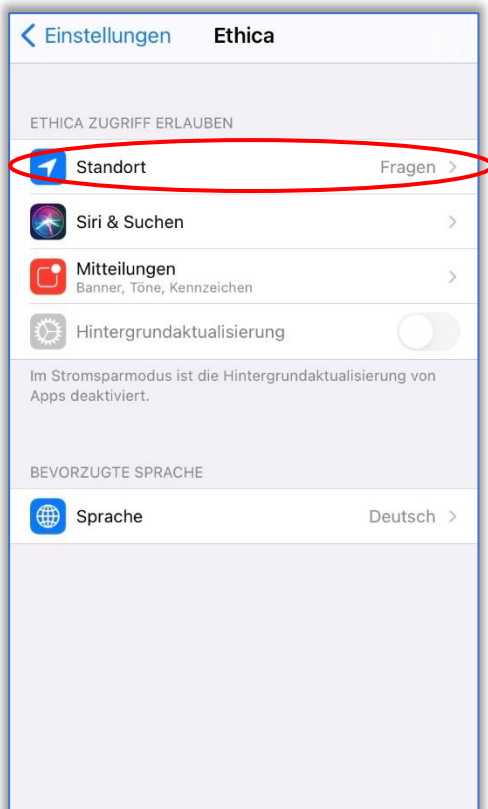 Einstellungen Ethica
ETHICA ZUGRIFF ERLAUBEN
Standort Fragen
Siri & Suchen
Mitteilungen
Banner, Töne, Kennzeichen
Hintergrundaktualisierung
Im Stromsparmodus ist die Hintergrundaktualisierung von
Apps deaktiviert.
BEVORZUGTE SPRACHE
Sprache Deutsch